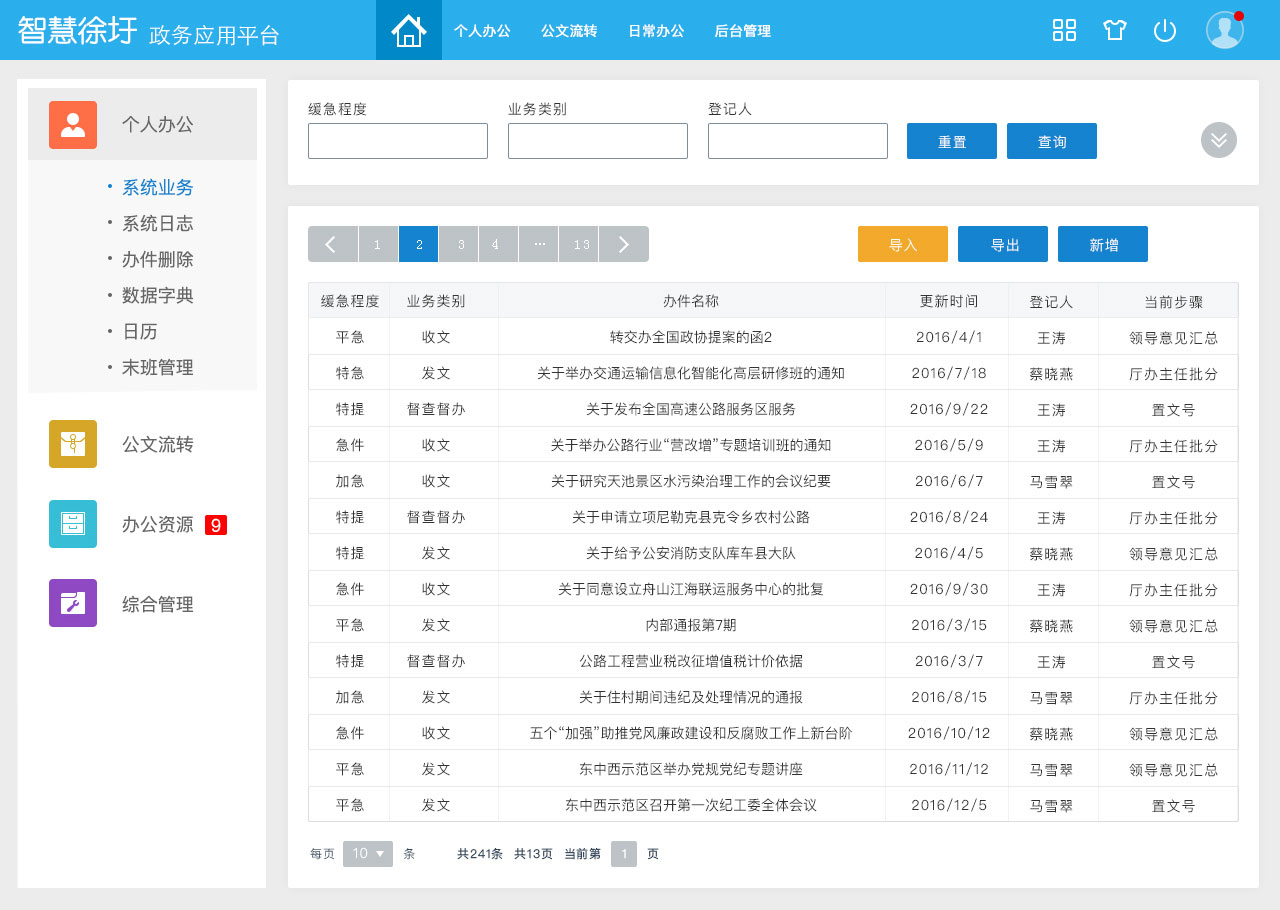 智慧徐圩 政务应用平台 个人办公 公文流转 日常办公 后台管理
个人办公
系统业务
系统日志
办件删除
数据字典
日历
末班管理
公文流转
办公资源 9
综合管理
缓急程度 业务类别 登记人
重置 查询
1 2 3 4 ... 13 导入 导出 新增
缓急程度 业务类别 办件名称 更新时间 登记人 当前步骤
平急 收文 转交办全国政协提案的函2 2016/4/1 王涛 领导意见汇总
特急 发文 关于举办交通运输信息化智能化高层研修班的通知 2016/7/18 蔡晓燕 厅办主任批分
特提 督查督办 关于发布全国高速公路服务区服务 2016/9/22 王涛 置文号
急件 收文 关于举办公路行业“营改增”专题培训班的通知 2016/5/9 王涛 厅办主任批分
加急 收文 关于研究天池景区水污染治理工作的会议纪要 2016/6/7 马雪翠 置文号
特提 督查督办 关于申请立项尼勒克县克令乡农村公路 2016/8/24 王涛 厅办主任批分
特提 发文 关于给予公安消防支队库车县大队 2016/4/5 蔡晓燕 领导意见汇总
急件 收文 关于同意设立舟山江海联运服务中心的批复 2016/9/30 王涛 厅办主任批分
平急 发文 内部通报第7期 2016/3/15 蔡晓燕 领导意见汇总
特提 督查督办 公路工程营业税改征增值税计价依据 2016/3/7 王涛 置文号
加急 发文 关于住村期间违纪及处理情况的通报 2016/8/15 马雪翠 厅办主任批分
急件 收文 五个“加强”助推党风廉政建设和反腐败工作上新台阶 2016/10/12 蔡晓燕 领导意见汇总
平急 发文 东中西示范区举办党规党纪专题讲座 2016/11/12 马雪翠 领导意见汇总
平急 发文 东中西示范区召开第一次纪工委全体会议 2016/12/5 马雪翠 置文号
每页 10 条 共241条 共13页 当前第 1 页